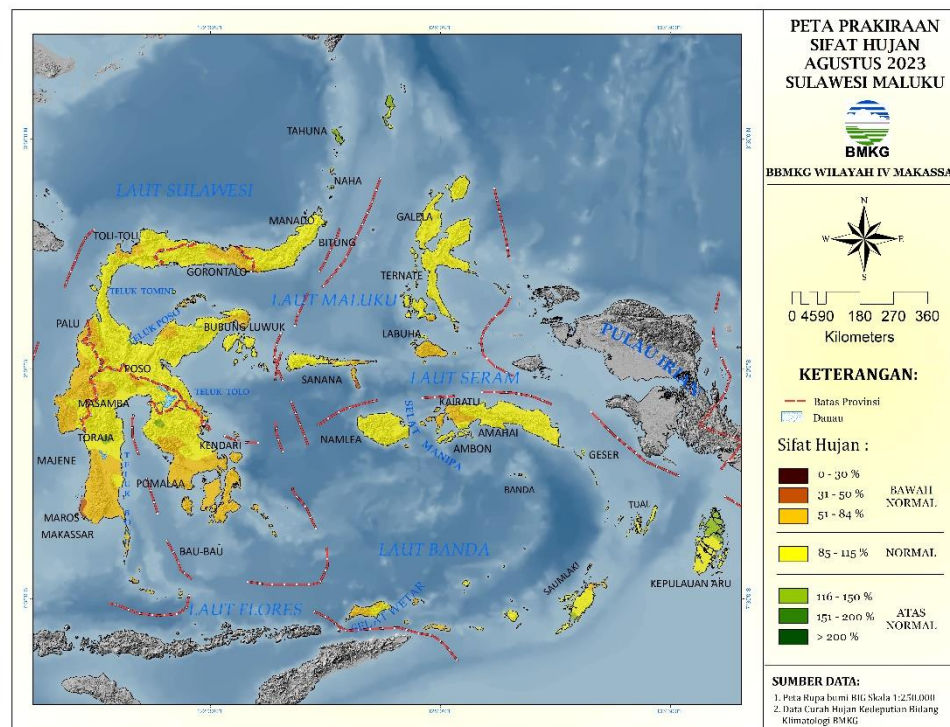 PETA PRAKIRAAN
SIFAT HUJAN
AGUSTUS 2023
SULAWESI MALUKU
BMKG
BBMKG WILAYAH IV MAKASSA
N
W
E
S
0 4590 180 270 360
Kilometers
KETERANGAN:
Batas Provinsi
Danau
Sifat Hujan :
0 - 30 %
31 - 50 %
51 - 84 %
BAWAH
NORMAL
85 - 115 %
NORMAL
116 - 150 %
151 - 200 %
> 200 %
ATAS
NORMAL
SUMBER DATA:
1. Peta Rupa bumi BIG Skala 1:250.000
2. Data Curah Hujan Kedeputian Bidang
Klimatologi BMKG
TAHUNA
NAHA
LAUT SULAWESI
MANADO
GALELA
TOLI-TOLI
BITUNG
GORONTALO
TERNATE
TELUK TOMINI
LAUT MALUKU
PALU
TELUK POSO
BUBUNG LUWUK
LABUHA
PULAU IRIAN
POSO
SANANA
LAUT SERAM
TELUK TOLO
MASAMBA
KAIRATU
SELAT MANIPA
TORAJA
KENDARI
NAMLEA
AMAHAI
AMBON
MAJENE
GESER
POMALAA
BANDA
TUAL
MAROS
MAKASSAR
BAU-BAU
LAUT BANDA
KEPULAUAN ARU
SAUMLAKI
LAUT FLORES
SELAT WETAR